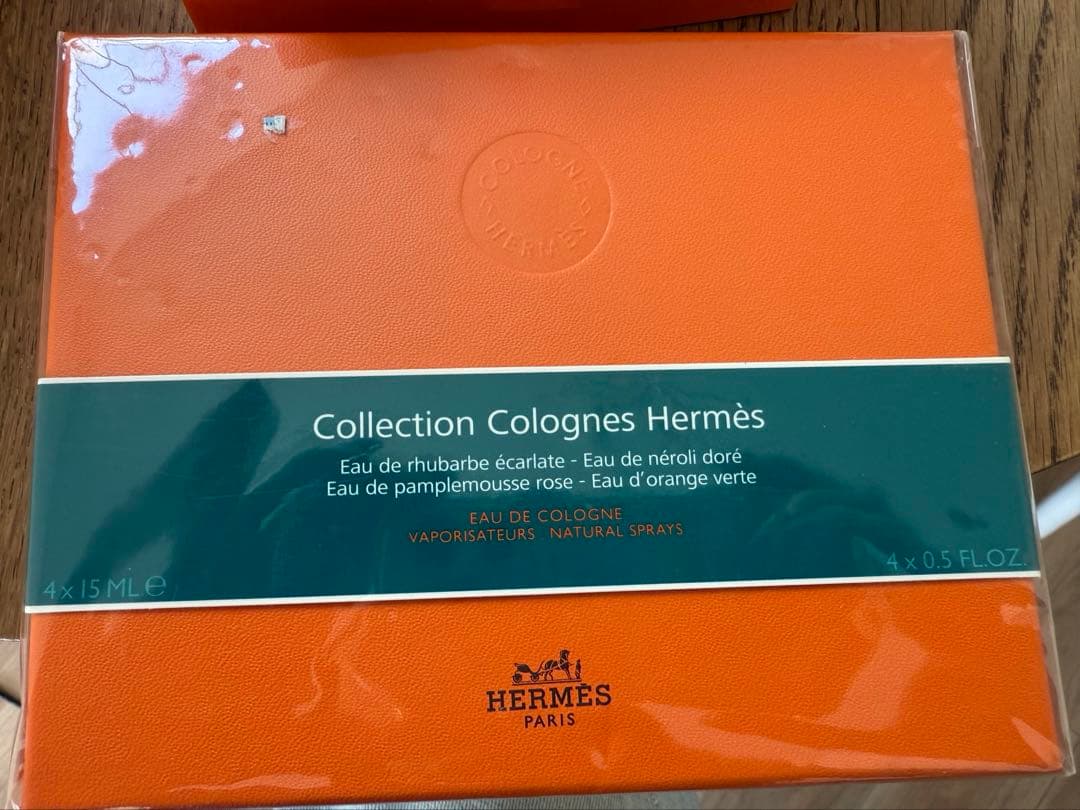 COLOGNE
HERMÈS
Collection Colognes Hermès
Eau de rhubarbe écarlate - Eau de néroli doré
Eau de pamplemousse rose - Eau d'orange verte
EAU DE COLOGNE
VAPORISATEURS . NATURAL SPRAYS
4 x 15 ML ℮
4 x 0.5 FL.OZ.
HERMÈS
PARIS